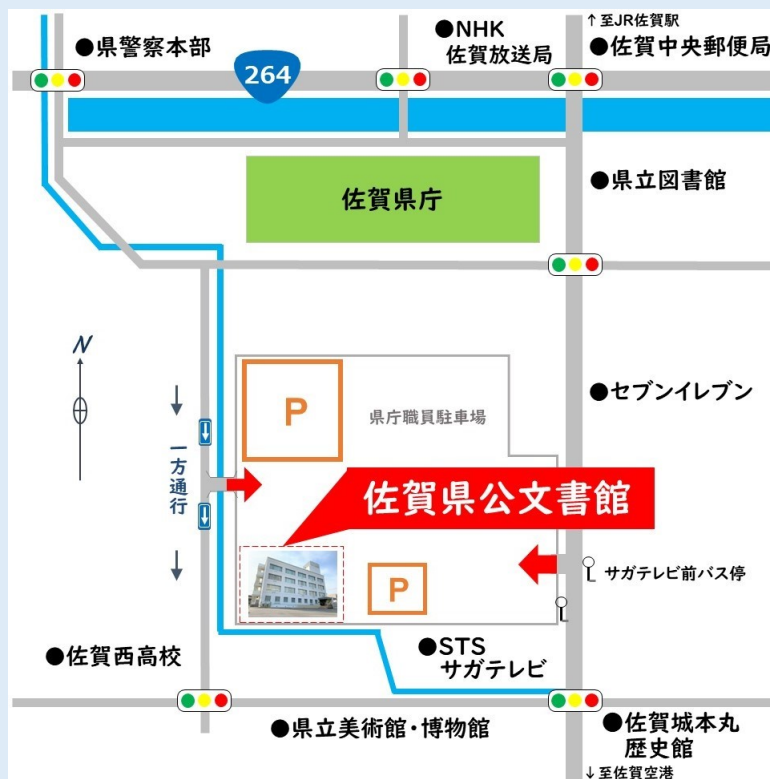 ↑至JR佐賀駅
●県警察本部
●NHK
佐賀放送局
●佐賀中央郵便局
264
佐賀県庁
●県立図書館
N
P
県庁職員駐車場
●セブンイレブン
一方通行
佐賀県公文書館
P
サガテレビ前バス停
●佐賀西高校
●STS
サガテレビ
●県立美術館・博物館
●佐賀城本丸
歴史館
↓至佐賀空港